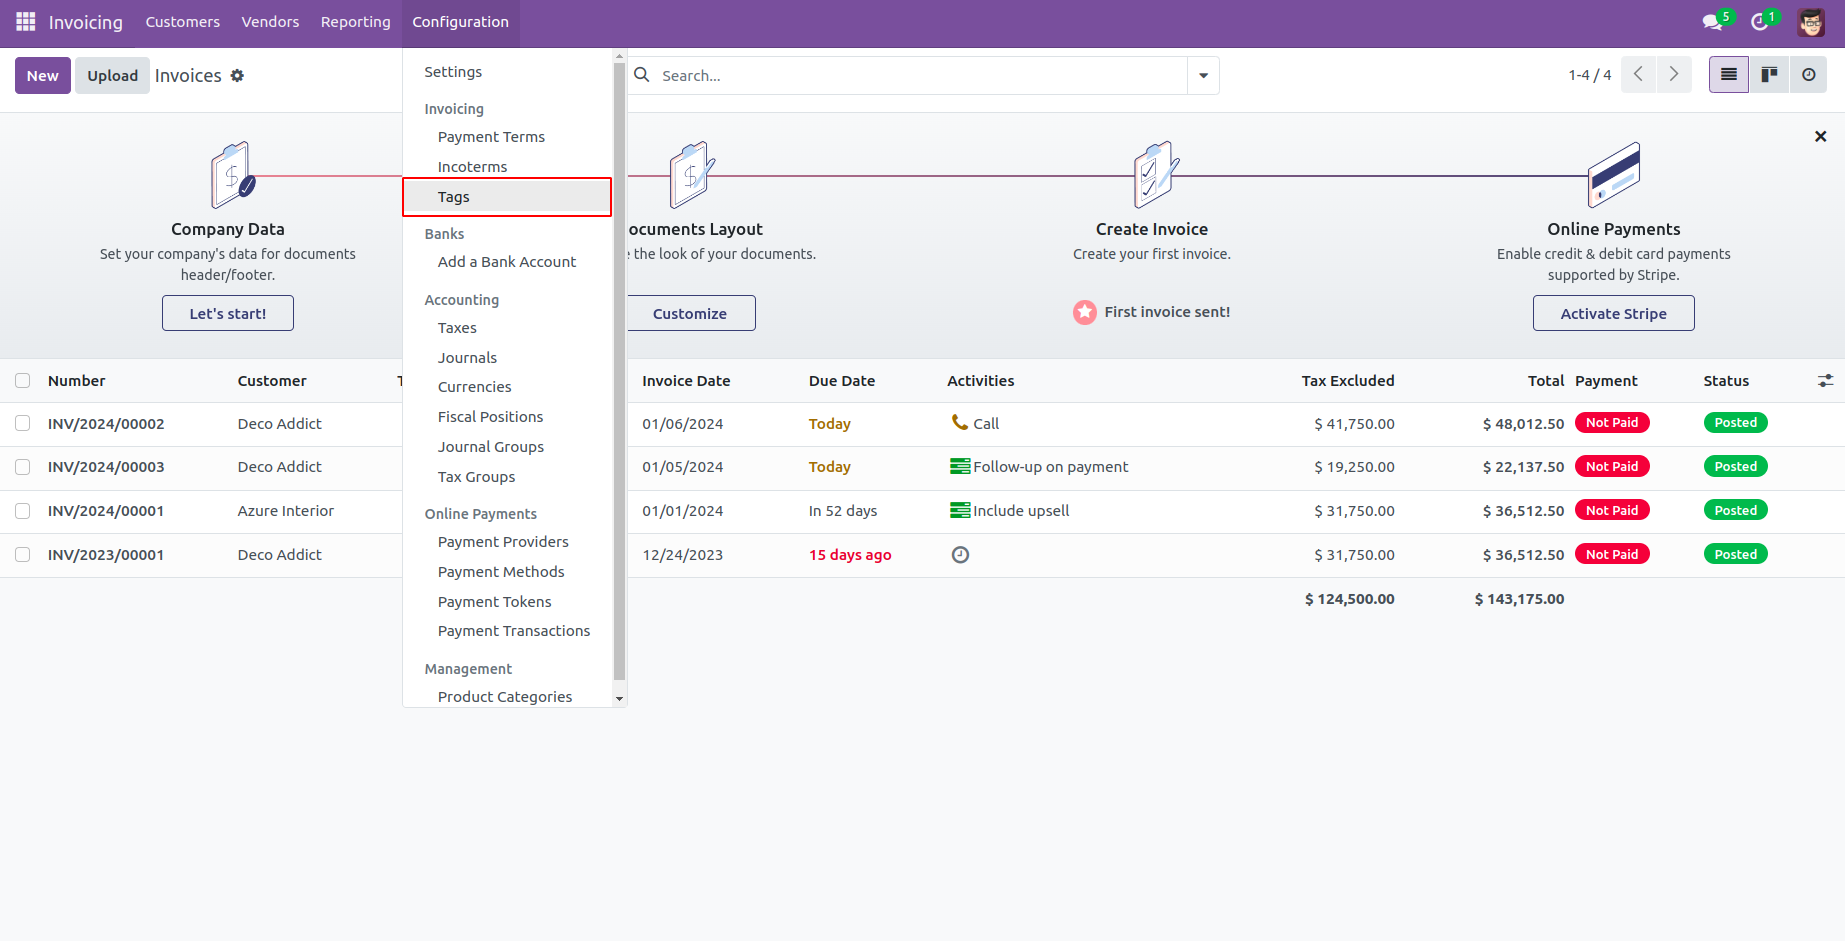 Invoicing Customers Vendors Reporting Configuration 5 1
New Upload Invoices Search... 1-4 / 4
Settings
Invoicing
Payment Terms
Incoterms
Tags
Banks
Add a Bank Account
Accounting
Taxes
Journals
Currencies
Fiscal Positions
Journal Groups
Tax Groups
Online Payments
Payment Providers
Payment Methods
Payment Tokens
Payment Transactions
Management
Product Categories
Company Data
Set your company's data for documents
header/footer.
Let's start!
ocuments Layout
the look of your documents.
Customize
Create Invoice
Create your first invoice.
First invoice sent!
Online Payments
Enable credit & debit card payments
supported by Stripe.
Activate Stripe
Number Customer Invoice Date Due Date Activities Tax Excluded Total Payment Status
INV/2024/00002 Deco Addict 01/06/2024 Today Call $ 41,750.00 $ 48,012.50 Not Paid Posted
INV/2024/00003 Deco Addict 01/05/2024 Today Follow-up on payment $ 19,250.00 $ 22,137.50 Not Paid Posted
INV/2024/00001 Azure Interior 01/01/2024 In 52 days Include upsell $ 31,750.00 $ 36,512.50 Not Paid Posted
INV/2023/00001 Deco Addict 12/24/2023 15 days ago $ 31,750.00 $ 36,512.50 Not Paid Posted
$ 124,500.00 $ 143,175.00